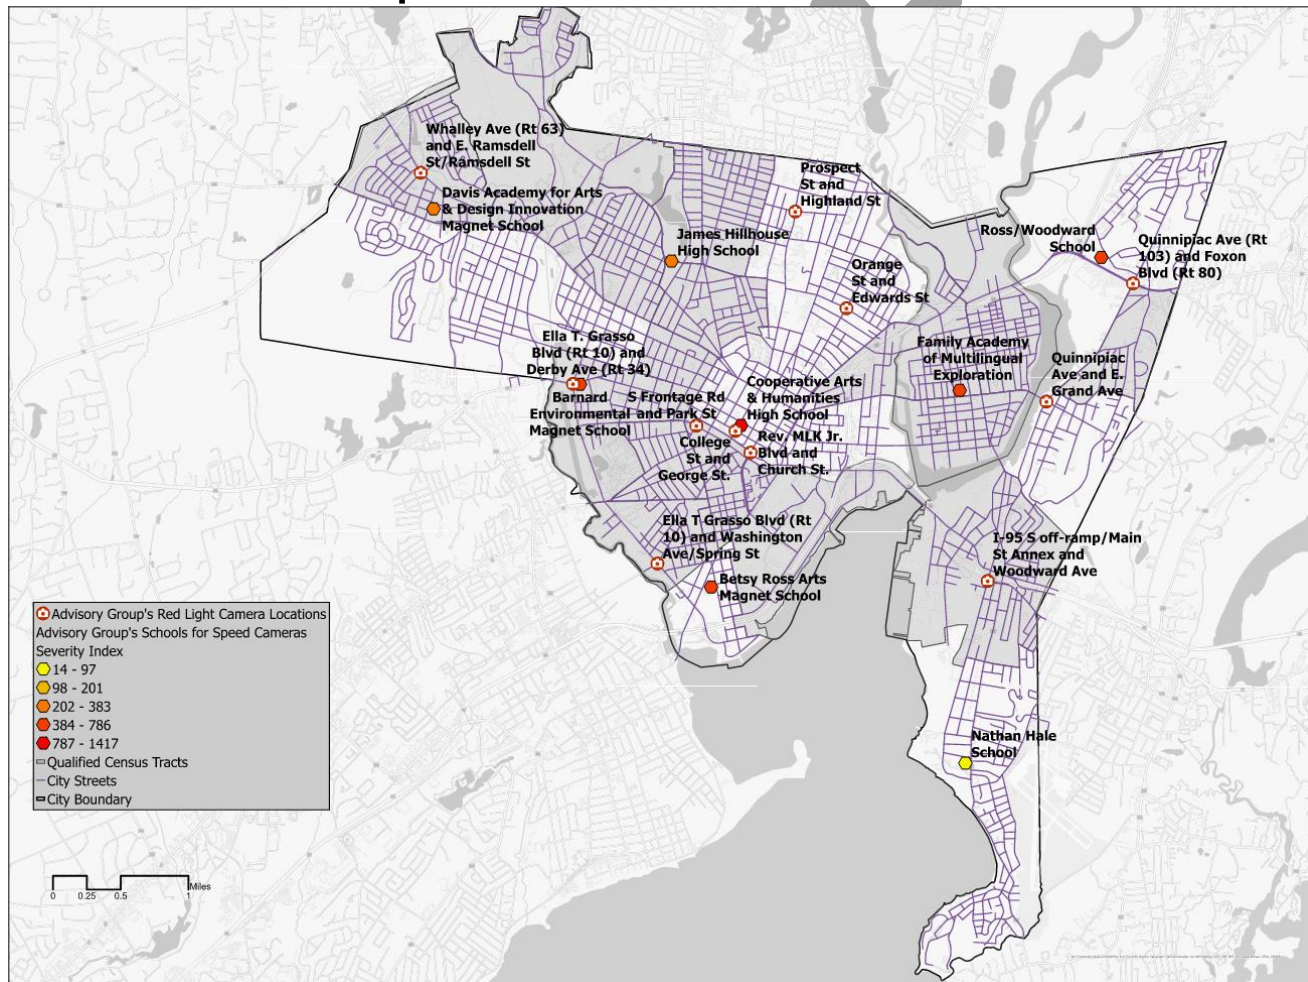 Whalley Ave (Rt 63)
and E. Ramsdell
St/Ramsdell St
Davis Academy for Arts
& Design Innovation
Magnet School
Prospect
St and
Highland St
James Hillhouse
High School
Ross/Woodward
School
Quinnipiac Ave (Rt
103) and Foxon
Blvd (Rt 80)
Orange
St and
Edwards St
Ella T. Grasso
Blvd (Rt 10) and
Derby Ave (Rt 34)
Barnard
Environmental
Magnet School
S Frontage Rd
and Park St
Cooperative Arts
& Humanities
High School
Family Academy
of Multilingual
Exploration
Quinnipiac
Ave and E.
Grand Ave
College
St and
George St.
Rev. MLK Jr.
Blvd and
Church St.
Ella T Grasso Blvd (Rt
10) and Washington
Ave/Spring St
Betsy Ross Arts
Magnet School
I-95 S off-ramp/Main
St Annex and
Woodward Ave
Nathan Hale
School
Advisory Group's Red Light Camera Locations
Advisory Group's Schools for Speed Cameras
Severity Index
14 - 97
98 - 201
202 - 383
384 - 786
787 - 1417
Qualified Census Tracts
City Streets
City Boundary
Miles
0 0.25 0.5 1